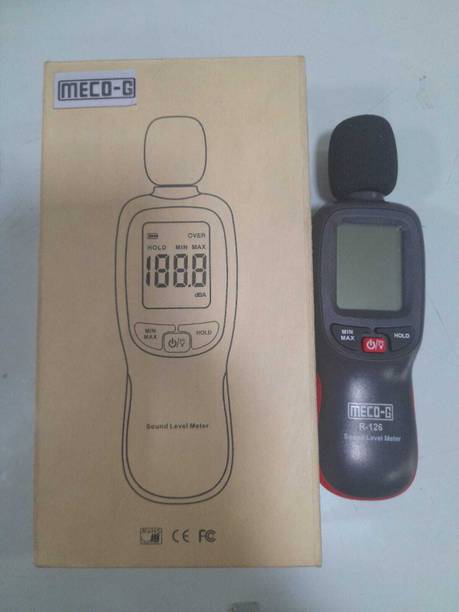 MECO-G
OVER
HOLD MIN MAX
188.8
dBA
MIN
MAX
HOLD
Sound Level Meter
CE FC
MIN
MAX
HOLD
MECO-G
R-126
Sound Level Meter